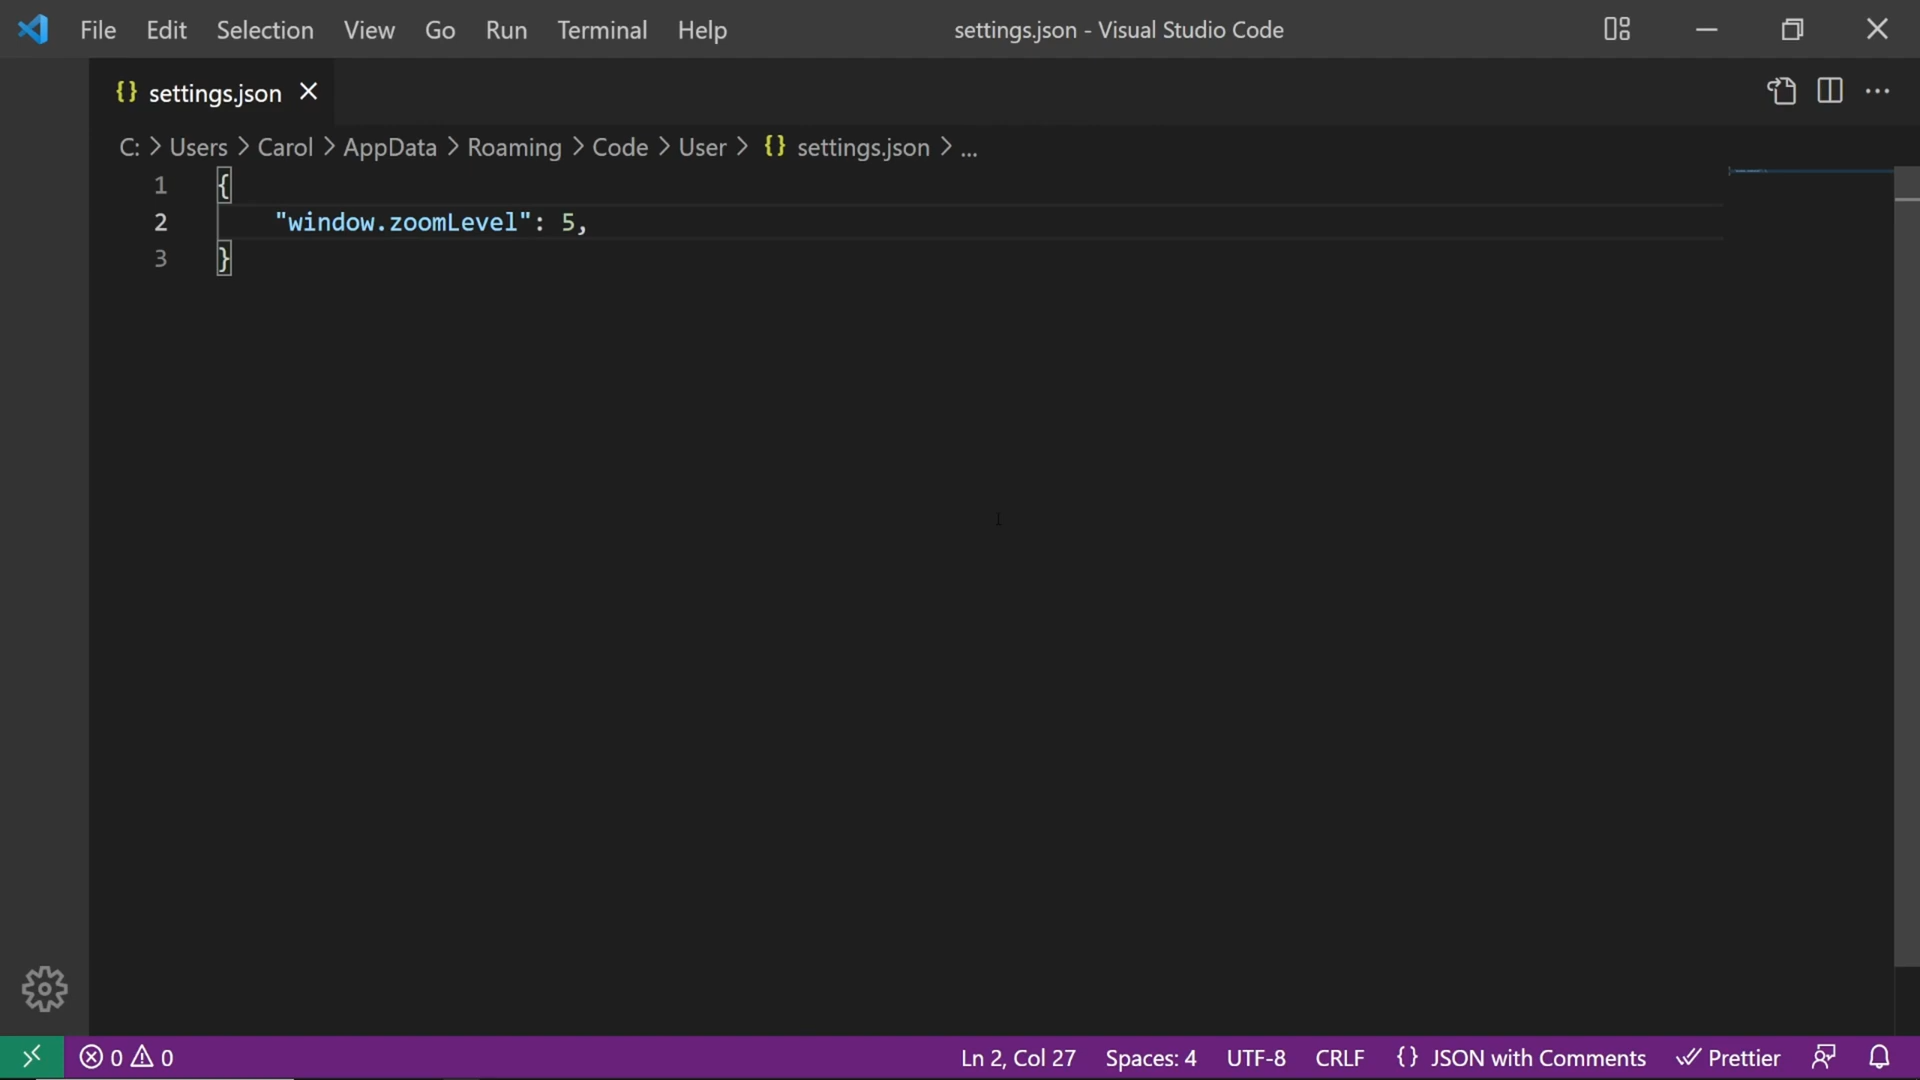 File Edit Selection View Go Run Terminal Help settings.json - Visual Studio Code
{} settings.json
C: > Users > Carol > AppData > Roaming > Code > User > {} settings.json > ...
1 {
2 "window.zoomLevel": 5,
3 }
0 0 Ln 2, Col 27 Spaces: 4 UTF-8 CRLF {} JSON with Comments Prettier